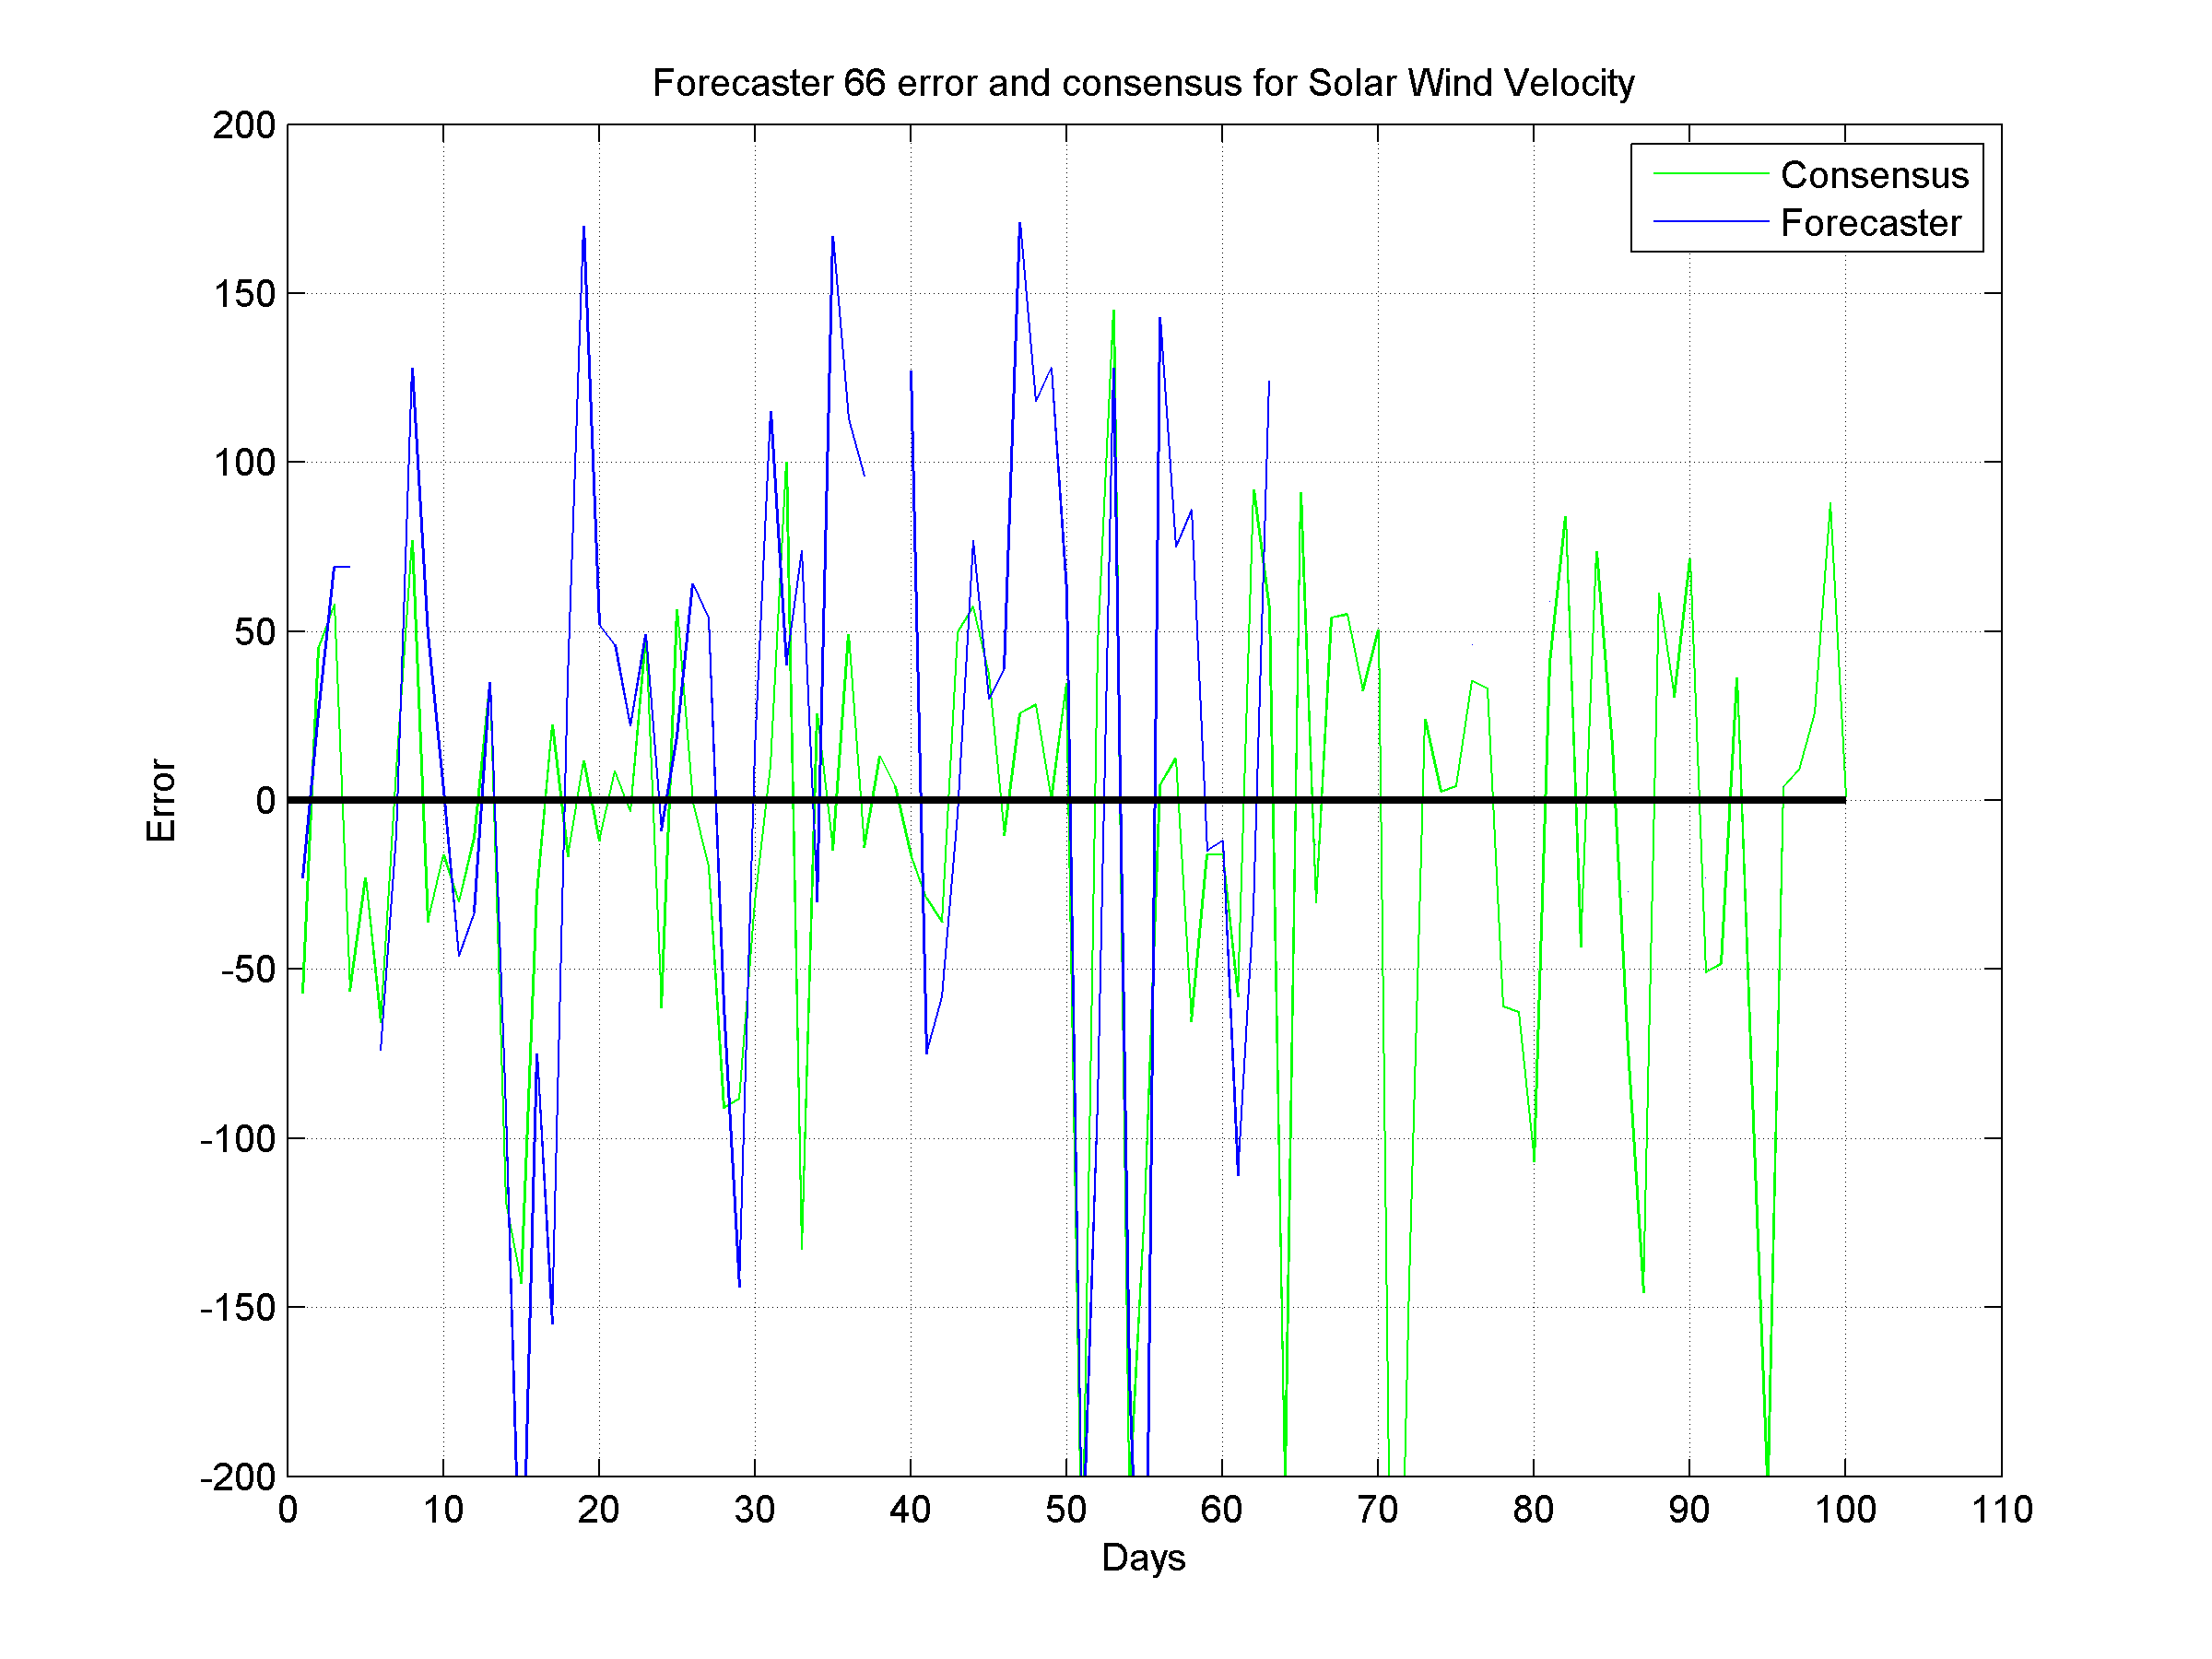 Forecaster 66 error and consensus for Solar Wind Velocity
200
150
100
50
0
-50
-100
-150
-200
Error
Consensus
Forecaster
0 10 20 30 40 50 60 70 80 90 100 110
Days